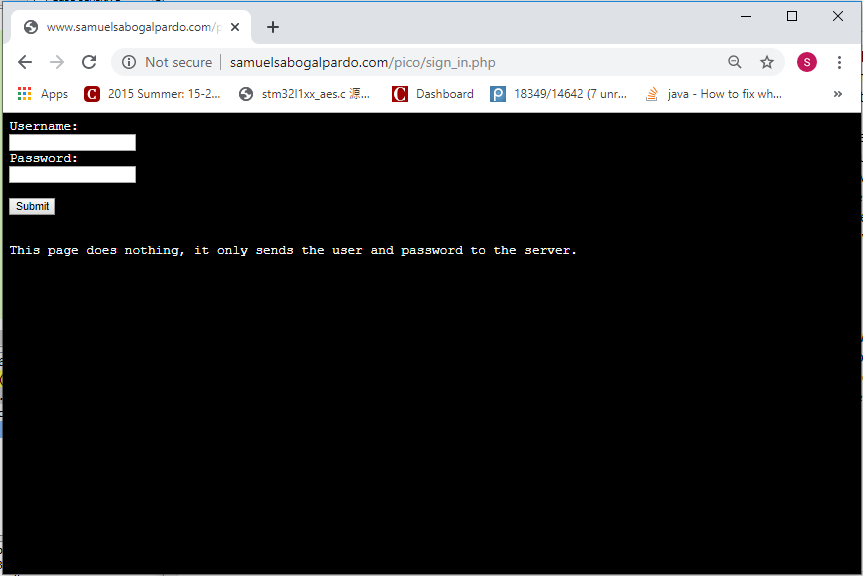 www.samuelsabogalpardo.com/p
Not secure samuelsabogalpardo.com/pico/sign_in.php S
Apps 2015 Summer: 15-2... stm32l1xx_aes.c 源... Dashboard 18349/14642 (7 unr... java - How to fix wh... »
Username:
Password:
Submit
This page does nothing, it only sends the user and password to the server.